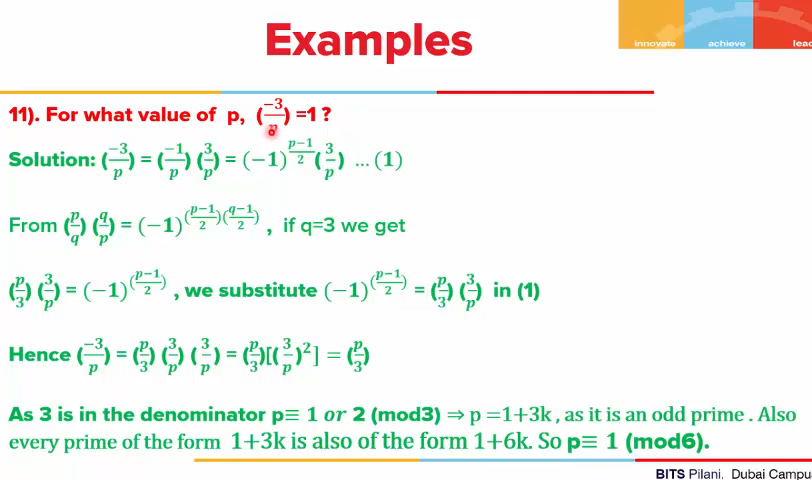 innovate achieve lead
Examples
11). For what value of p, (−3/p) =1 ?
Solution: (−3/p) = (−1/p) (3/p) = (−1)^((p−1)/2) (3/p) ...(1)
From (p/q) (q/p) = (−1)^((p−1)/2)((q−1)/2) , if q=3 we get
(p/3) (3/p) = (−1)^((p−1)/2) , we substitute (−1)^((p−1)/2) = (p/3) (3/p) in (1)
Hence (−3/p) = (p/3) (3/p) (3/p) = (p/3)[(3/p)²] = (p/3)
As 3 is in the denominator p≡ 1 or 2 (mod3) ⇒ p =1+3k , as it is an odd prime . Also
every prime of the form 1+3k is also of the form 1+6k. So p≡ 1 (mod6).
BITS Pilani, Dubai Campu